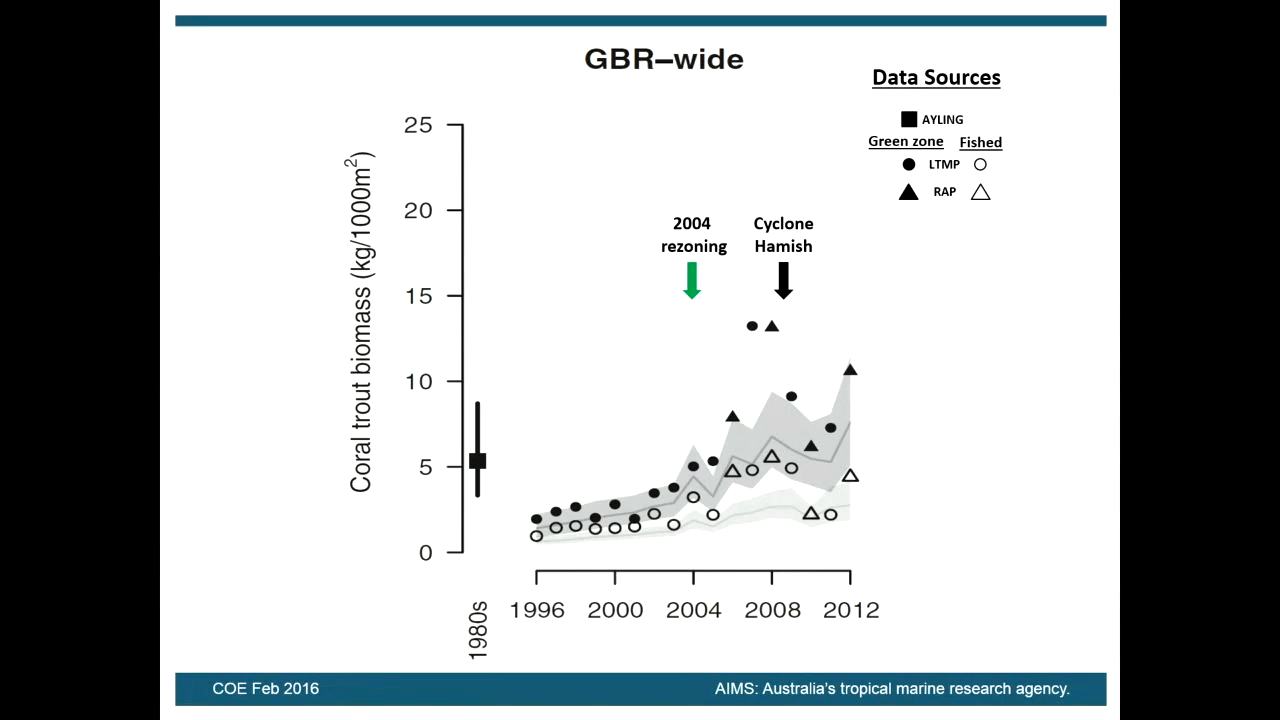 GBR–wide
Data Sources
AYLING
Green zone Fished
LTMP
RAP
Coral trout biomass (kg/1000m²)
25
20
15
10
5
0
2004
rezoning
Cyclone
Hamish
1980s
1996 2000 2004 2008 2012
COE Feb 2016
AIMS: Australia's tropical marine research agency.